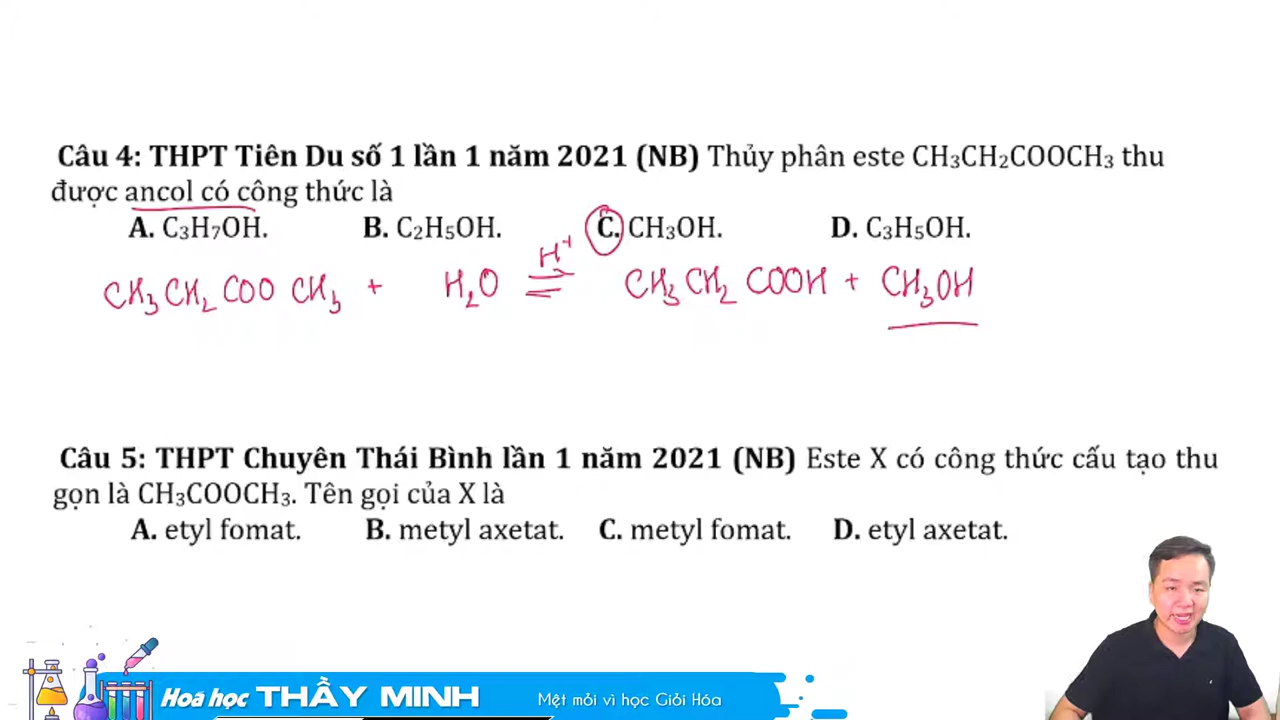 Câu 4: THPT Tiên Du số 1 lần 1 năm 2021 (NB) Thủy phân este CH₃CH₂COOCH₃ thu
được ancol có công thức là
A. C₃H₇OH. B. C₂H₅OH. C. CH₃OH. D. C₃H₅OH.
CH₃CH₂COOCH₃ + H₂O ⇌ H⁺ CH₃CH₂COOH + CH₃OH
Câu 5: THPT Chuyên Thái Bình lần 1 năm 2021 (NB) Este X có công thức cấu tạo thu
gọn là CH₃COOCH₃. Tên gọi của X là
A. etyl fomat. B. metyl axetat. C. metyl fomat. D. etyl axetat.
Hoá học THẦY MINH Mệt mỏi vì học Giỏi Hóa